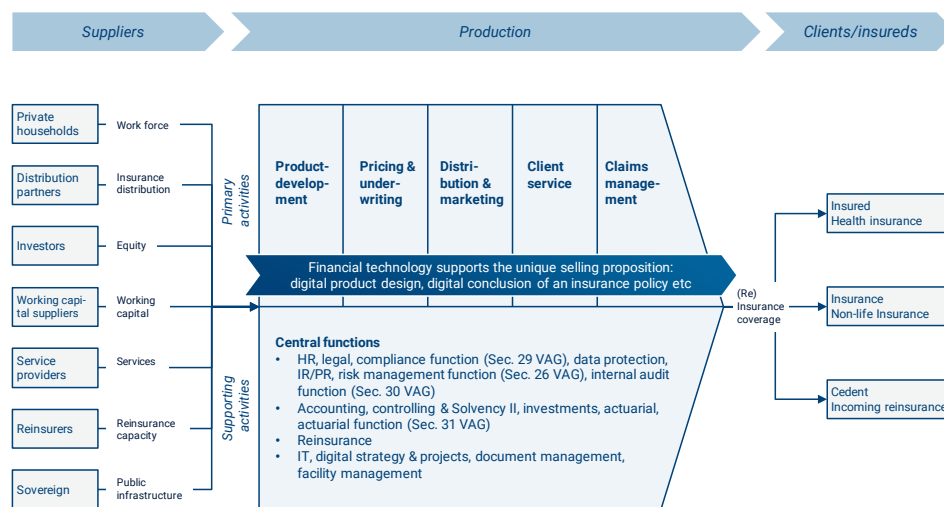 Suppliers
Production
Clients/insureds
Private
households
Work force
Distribution
partners
Insurance
distribution
Investors
Equity
Working capi-
tal suppliers
Working
capital
Service
providers
Services
Reinsurers
Reinsurance
capacity
Sovereign
Public
infrastructure
Primary
activities
Supporting
activities
Product-
develop-
ment
Pricing &
under-
writing
Distri-
bution &
marketing
Client
service
Claims
manage-
ment
Financial technology supports the unique selling proposition:
digital product design, digital conclusion of an insurance policy etc
Central functions
• HR, legal, compliance function (Sec. 29 VAG), data protection,
IR/PR, risk management function (Sec. 26 VAG), internal audit
function (Sec. 30 VAG)
• Accounting, controlling & Solvency II, investments, actuarial,
actuarial function (Sec. 31 VAG)
• Reinsurance
• IT, digital strategy & projects, document management,
facility management
(Re)
Insurance
coverage
Insured
Health insurance
Insurance
Non-life Insurance
Cedent
Incoming reinsurance